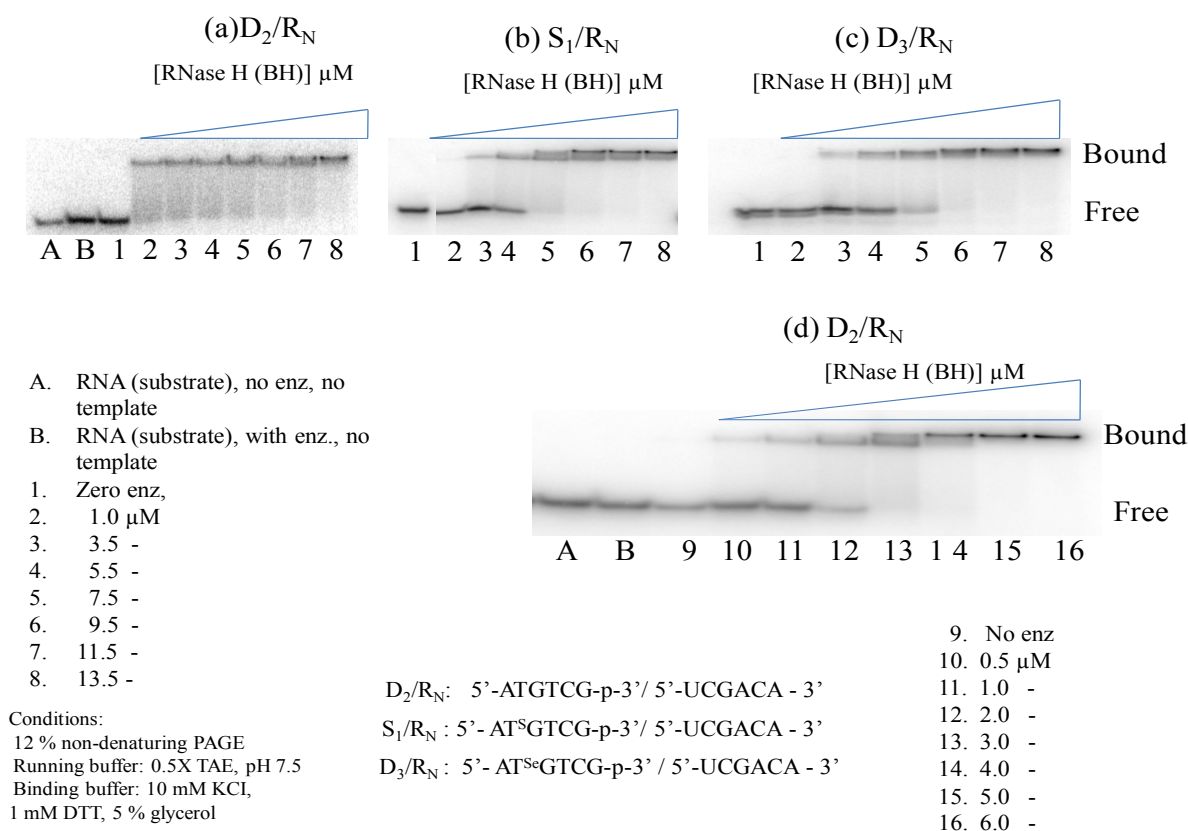 (a)D₂/R_N
[RNase H (BH)] µM
(b) S₁/R_N
[RNase H (BH)] µM
(c) D₃/R_N
[RNase H (BH)] µM
Bound
Free
A B 1 2 3 4 5 6 7 8
1 2 3 4 5 6 7 8
1 2 3 4 5 6 7 8
(d) D₂/R_N
[RNase H (BH)] µM
Bound
Free
A B 9 10 11 12 13 1 4 15 16
A. RNA (substrate), no enz, no
template
B. RNA (substrate), with enz., no
template
1. Zero enz,
2. 1.0 µM
3. 3.5 -
4. 5.5 -
5. 7.5 -
6. 9.5 -
7. 11.5 -
8. 13.5 -
Conditions:
12 % non-denaturing PAGE
Running buffer: 0.5X TAE, pH 7.5
Binding buffer: 10 mM KCI,
1 mM DTT, 5 % glycerol
D₂/R_N: 5’-ATGTCG-p-3’/ 5’-UCGACA - 3’
S₁/R_N : 5’- ATˢGTCG-p-3’/ 5’-UCGACA - 3’
D₃/R_N: 5’- ATˢᵉGTCG-p-3’ / 5’-UCGACA - 3’
9. No enz
10. 0.5 µM
11. 1.0 -
12. 2.0 -
13. 3.0 -
14. 4.0 -
15. 5.0 -
16. 6.0 -